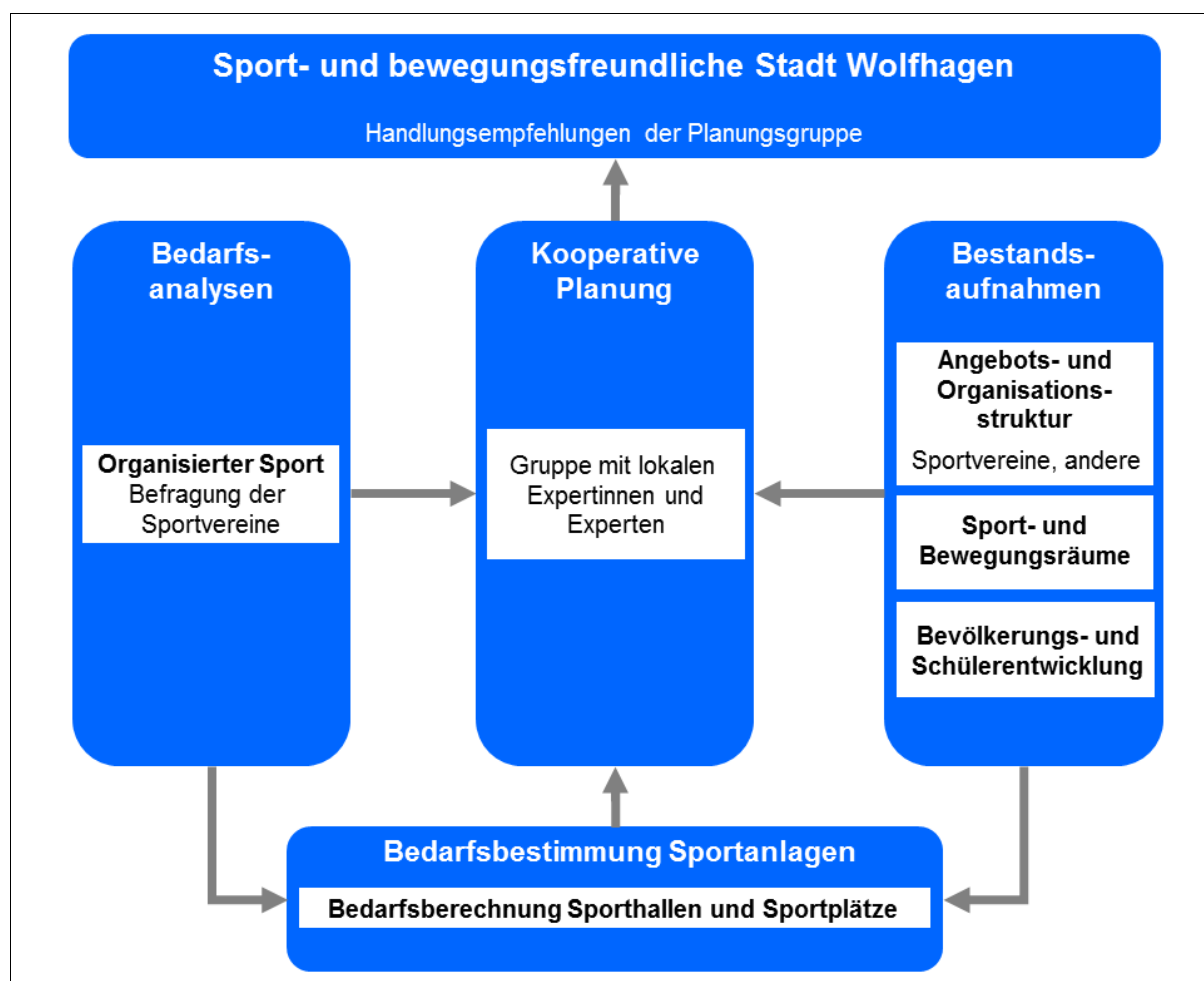 Sport- und bewegungsfreundliche Stadt Wolfhagen
Handlungsempfehlungen der Planungsgruppe
Bedarfs-
analysen
Organisierter Sport
Befragung der
Sportvereine
Kooperative
Planung
Gruppe mit lokalen
Expertinnen und
Experten
Bestands-
aufnahmen
Angebots- und
Organisations-
struktur
Sportvereine, andere
Sport- und
Bewegungsräume
Bevölkerungs- und
Schülerentwicklung
Bedarfsbestimmung Sportanlagen
Bedarfsberechnung Sporthallen und Sportplätze